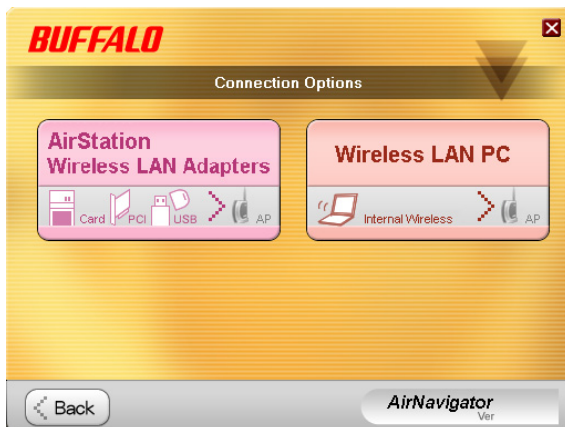 BUFFALO
Connection Options
AirStation
Wireless LAN Adapters
Card PCI USB AP
Wireless LAN PC
Internal Wireless AP
Back
AirNavigator
Ver